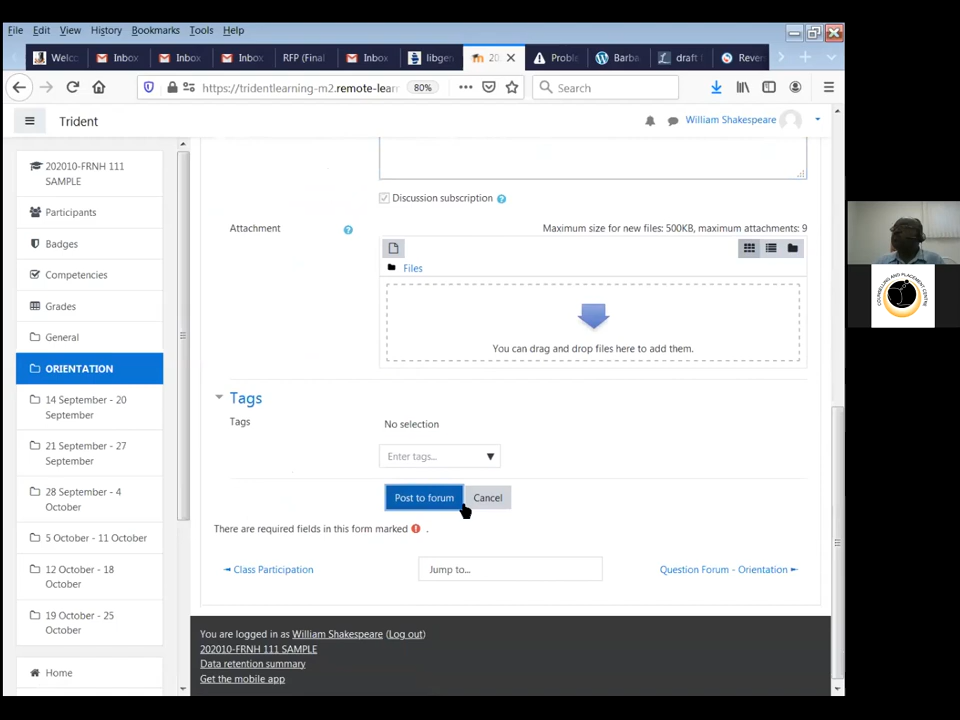 File Edit View History Bookmarks Tools Help
Welc Inbox Inbox Inbox RFP (Final Inbox libgen 20 Proble Barba draft Rever
https://tridentlearning-m2.remote-lear 80% Search
Trident William Shakespeare
202010-FRNH 111
SAMPLE
Participants
Badges
Competencies
Grades
General
ORIENTATION
14 September - 20
September
21 September - 27
September
28 September - 4
October
5 October - 11 October
12 October - 18
October
19 October - 25
October
Home
Discussion subscription
Attachment
Maximum size for new files: 500KB, maximum attachments: 9
Files
You can drag and drop files here to add them.
Tags
Tags
No selection
Enter tags...
Post to forum Cancel
There are required fields in this form marked .
◄ Class Participation
Jump to...
Question Forum - Orientation ►
You are logged in as William Shakespeare (Log out)
202010-FRNH 111 SAMPLE
Data retention summary
Get the mobile app
COUNSELLING AND PLACEMENT CENTRE